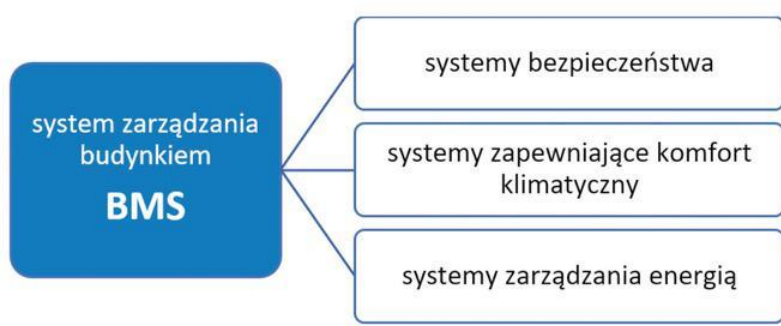 system zarządzania
budynkiem
BMS
systemy bezpieczeństwa
systemy zapewniające komfort
klimatyczny
systemy zarządzania energią